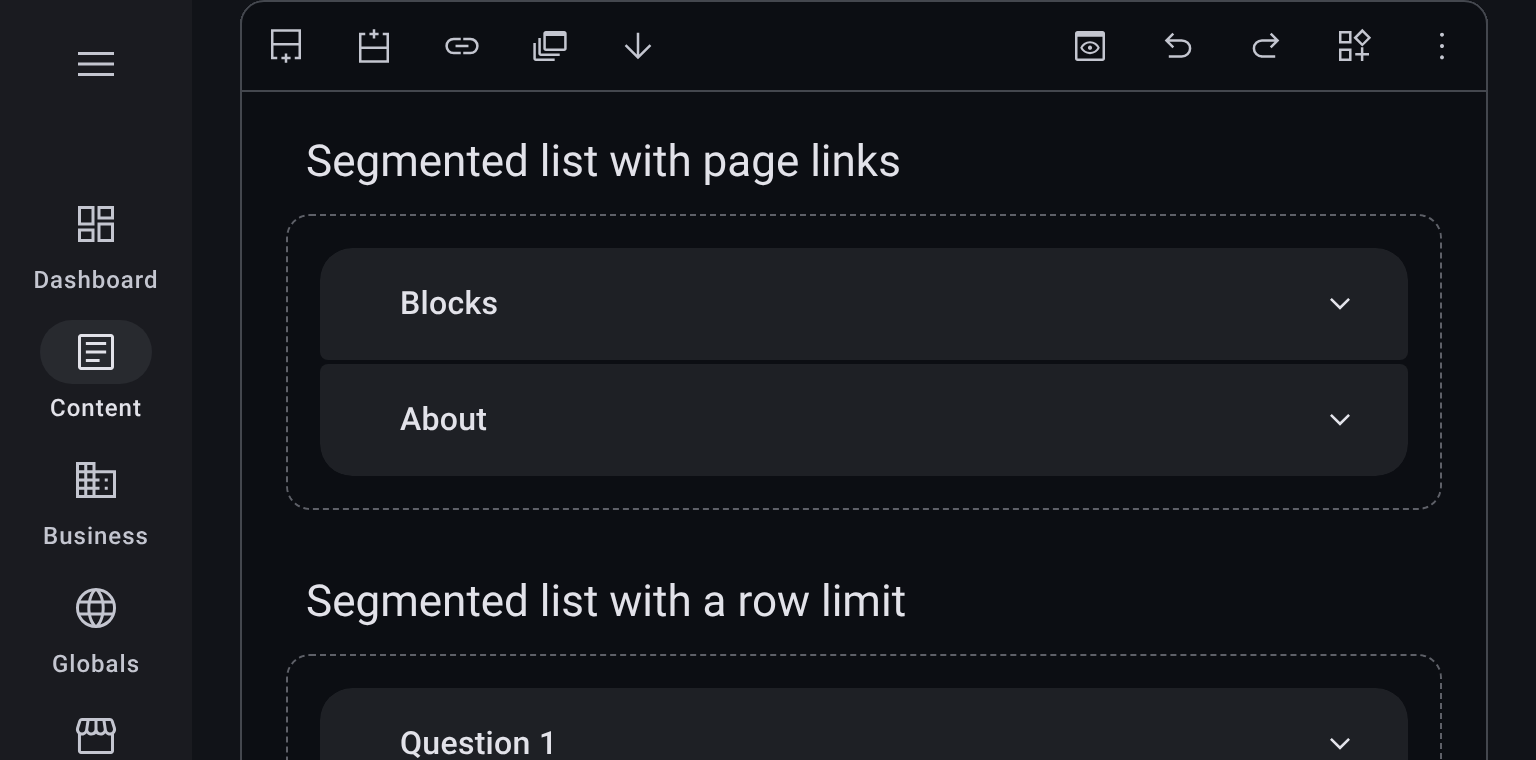 Segmented list with page links
Blocks
About
Segmented list with a row limit
Question 1
Dashboard
Content
Business
Globals